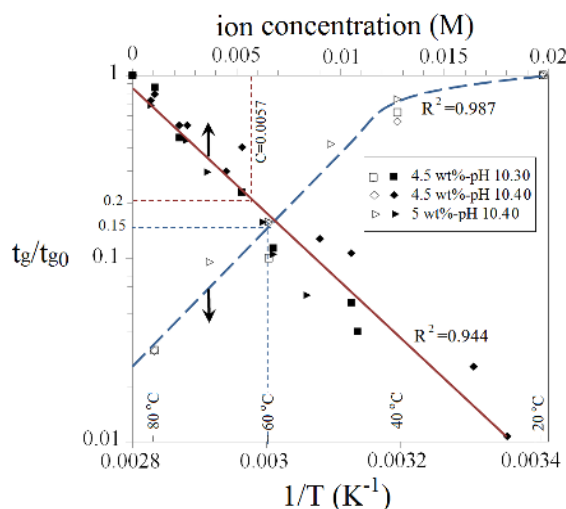 ion concentration (M)
0 0.005 0.01 0.015 0.02
1
R²=0.987
C=0.0057
4.5 wt%-pH 10.30
4.5 wt%-pH 10.40
5 wt%-pH 10.40
0.2
0.15
tg/tg0
0.1
R²=0.944
80 °C
60 °C
40 °C
20 °C
0.01
0.0028 0.003 0.0032 0.0034
1/T (K⁻¹)